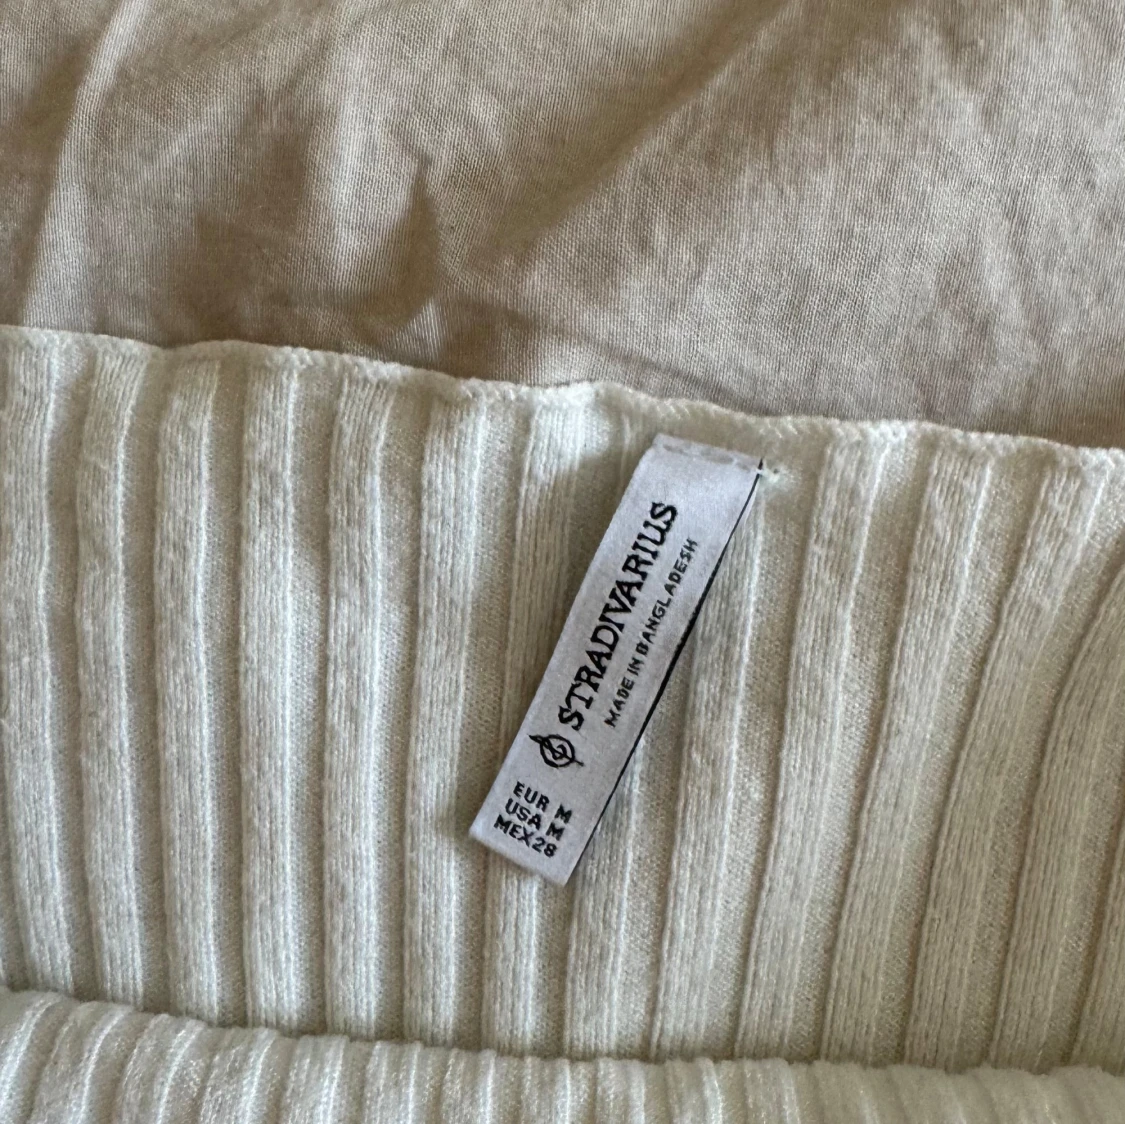 STRADIVARIUS
MADE IN BANGLADESH
EUR M
USA M
MEX28